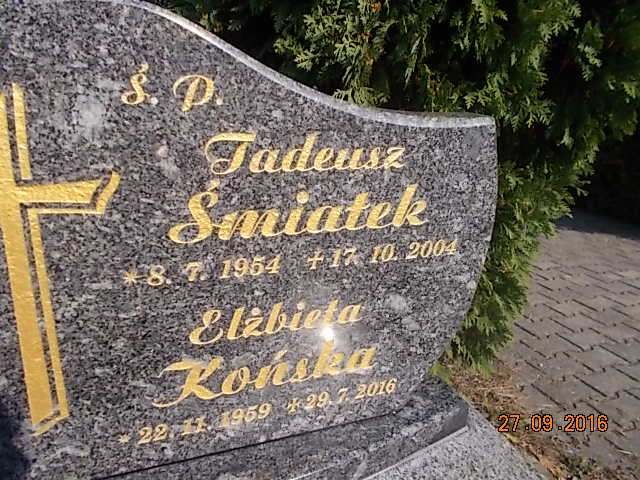 Ś. P.
Tadeusz
Śmiatek
*8. 7. 1954 +17. 10. 2004
Elżbieta
Końska
*22. 11. 1959 +29. 7. 2016
27.09.2016